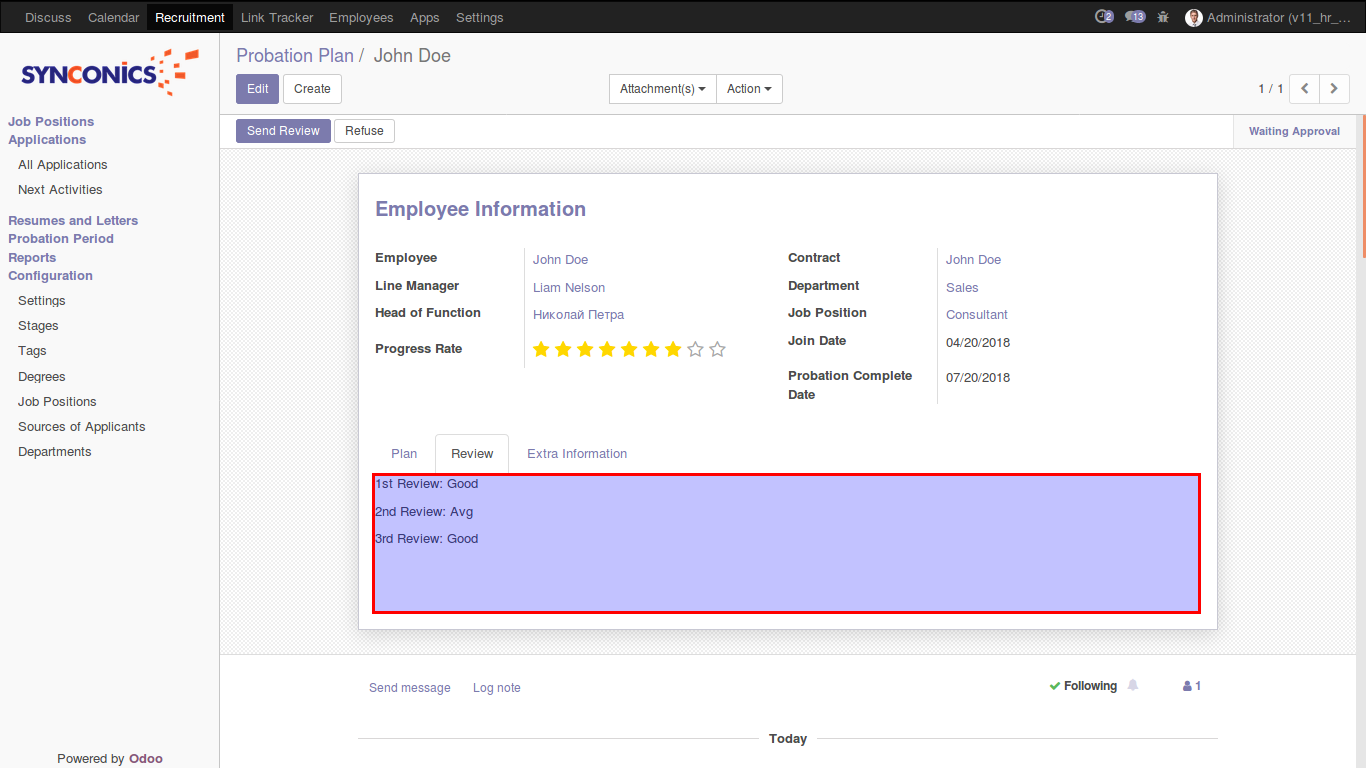 Discuss Calendar Recruitment Link Tracker Employees Apps Settings 2 13 Administrator (v11_hr_...
SYNCONICS
Job Positions
Applications
All Applications
Next Activities
Resumes and Letters
Probation Period
Reports
Configuration
Settings
Stages
Tags
Degrees
Job Positions
Sources of Applicants
Departments
Powered by Odoo
Probation Plan / John Doe
Edit Create Attachment(s) Action 1 / 1
Send Review Refuse Waiting Approval
Employee Information
Employee John Doe
Line Manager Liam Nelson
Head of Function Николай Петра
Progress Rate
Contract John Doe
Department Sales
Job Position Consultant
Join Date 04/20/2018
Probation Complete
Date 07/20/2018
Plan Review Extra Information
1st Review: Good
2nd Review: Avg
3rd Review: Good
Send message Log note Following 1
Today